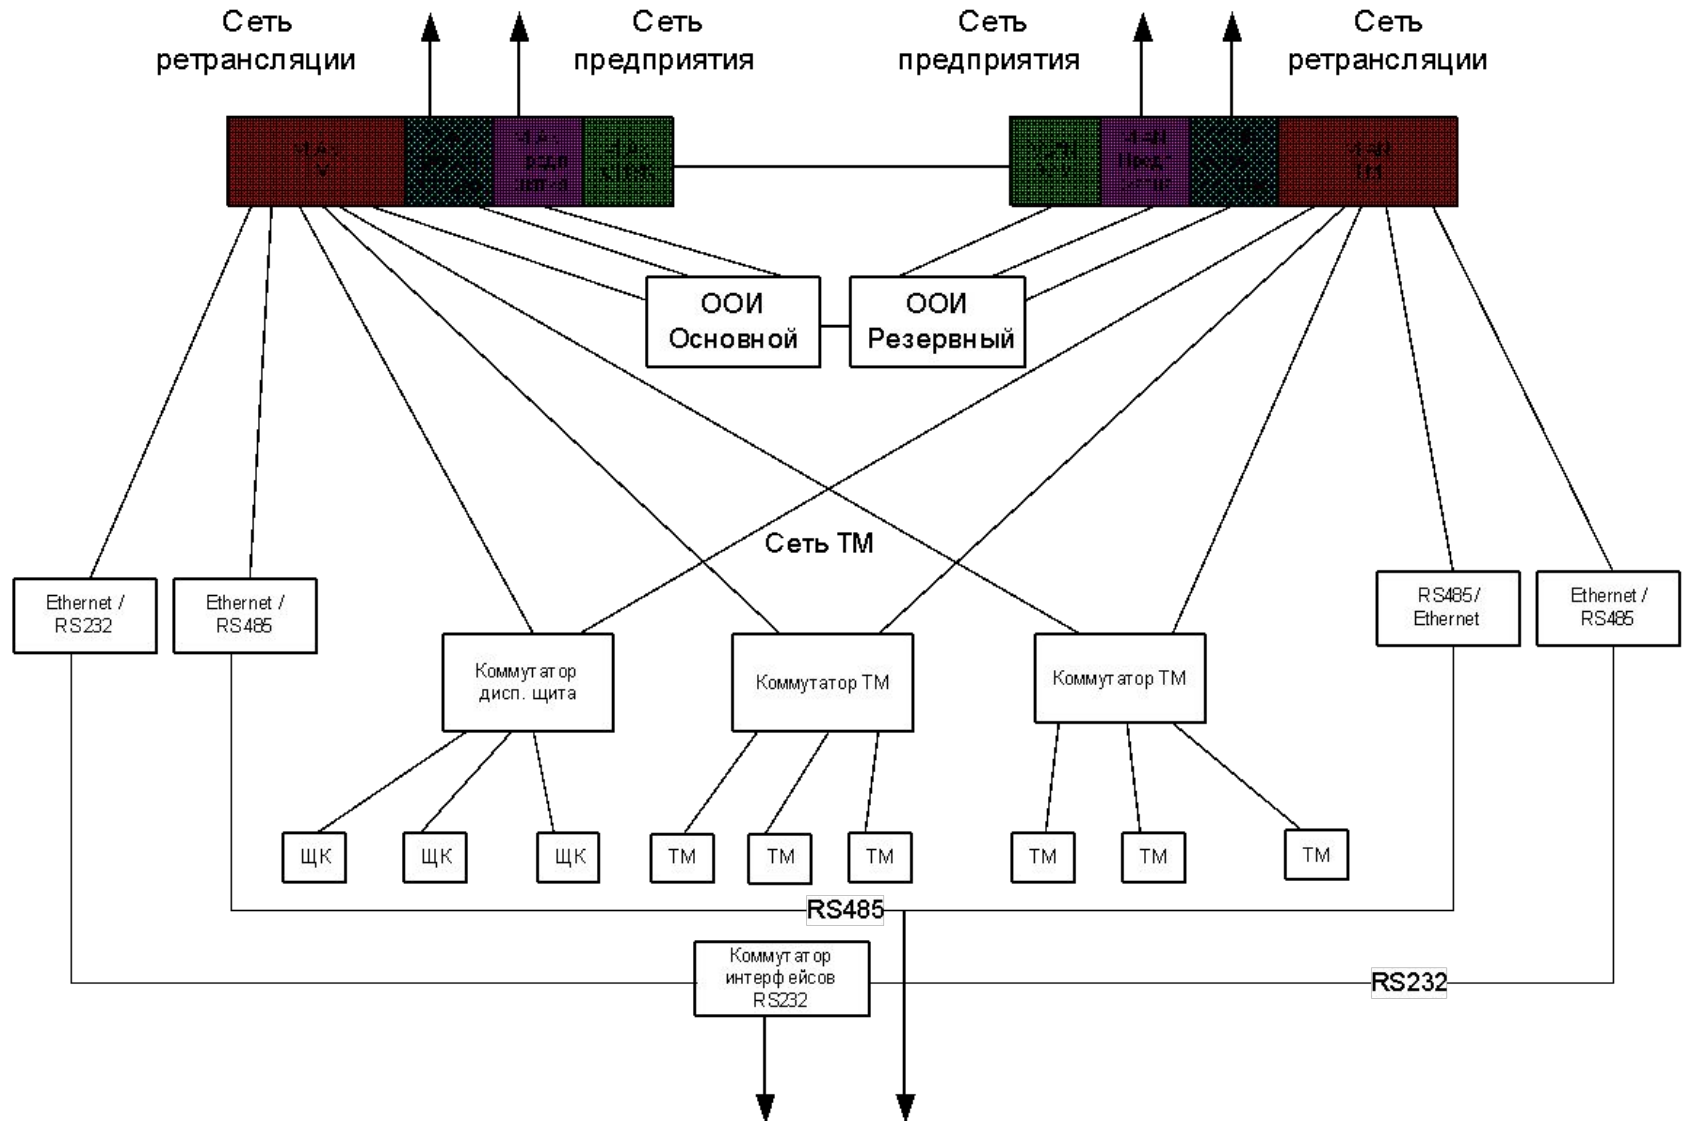 Сеть
ретрансляции
Сеть
предприятия
Сеть
предприятия
Сеть
ретрансляции
VLAN
ТМ
ООИ
Основной
ООИ
Резервный
Сеть ТМ
Ethernet /
RS232
Ethernet /
RS485
RS485/
Ethernet
Ethernet /
RS485
Коммутатор
дисп. щита
Коммутатор ТМ
Коммутатор ТМ
ЩК
ЩК
ЩК
ТМ
ТМ
ТМ
ТМ
ТМ
ТМ
RS485
Коммутатор
интерфейсов
RS232
RS232